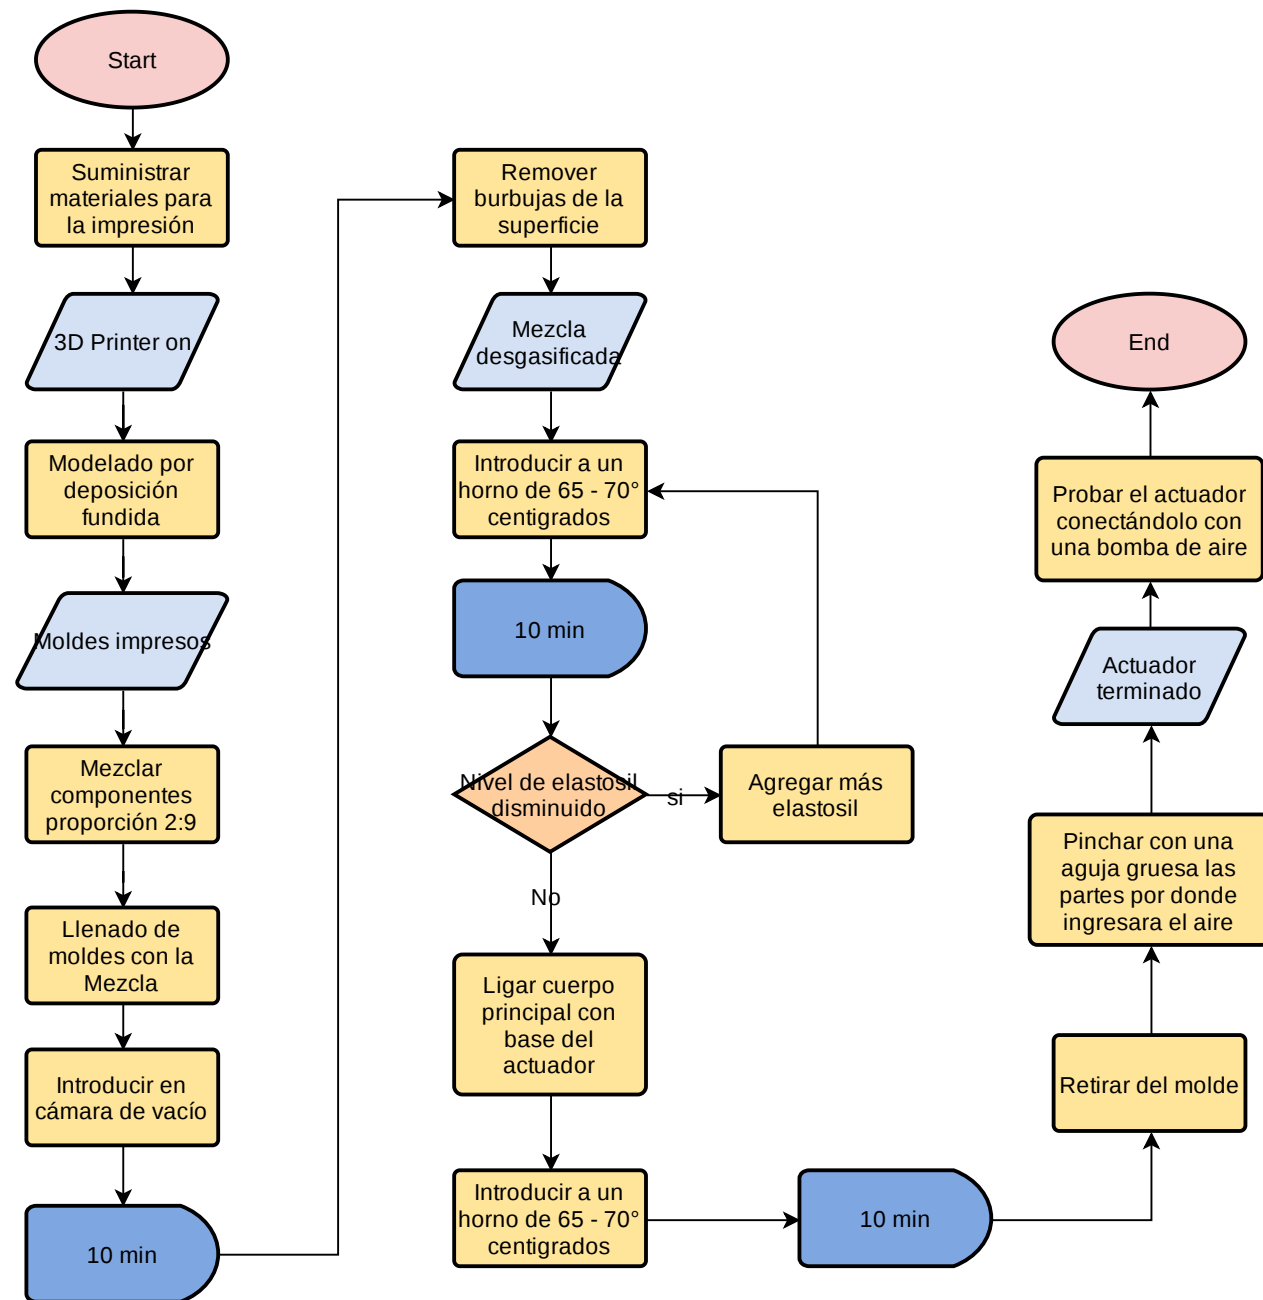 Start
Suministrar
materiales para
la impresión
3D Printer on
Modelado por
deposición
fundida
Moldes impresos
Mezclar
componentes
proporción 2:9
Llenado de
moldes con la
Mezcla
Introducir en
cámara de vacío
10 min
Remover
burbujas de la
superficie
Mezcla
desgasificada
Introducir a un
horno de 65 - 70°
centigrados
10 min
Nivel de elastosil
disminuido
si
Agregar más
elastosil
No
Ligar cuerpo
principal con
base del
actuador
Introducir a un
horno de 65 - 70°
centigrados
10 min
Retirar del molde
Pinchar con una
aguja gruesa las
partes por donde
ingresara el aire
Actuador
terminado
Probar el actuador
conectándolo con
una bomba de aire
End